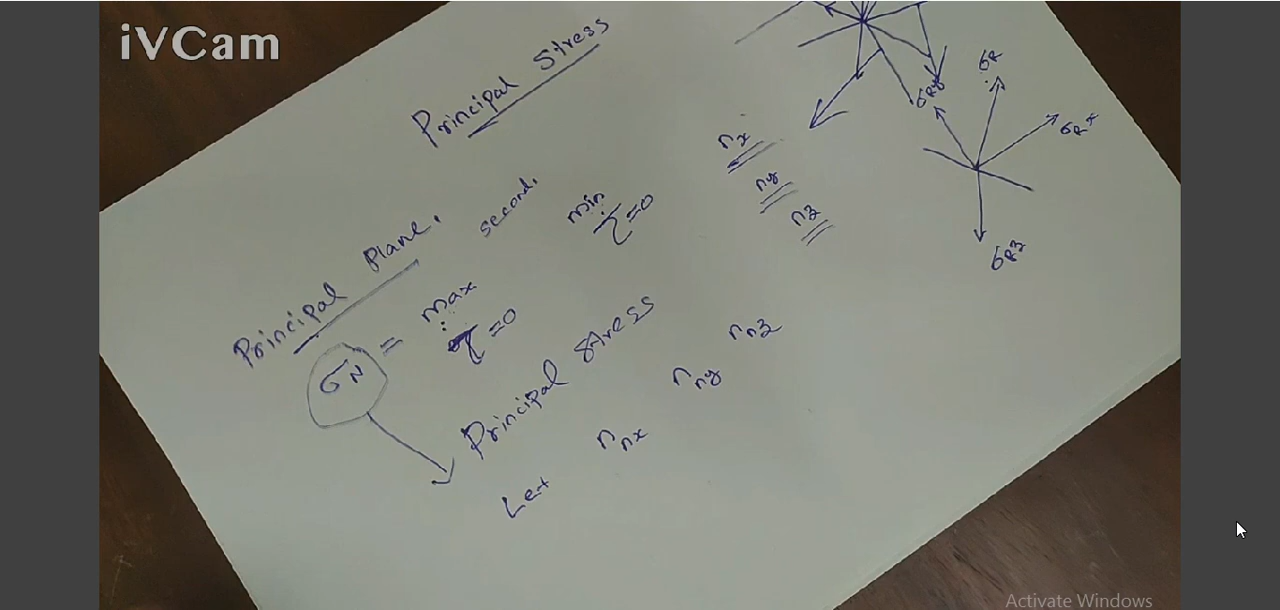 iVCam
Principal Stress
σR
σRy
σRx
σRz
nx
ny
nz
Principal Plane.
second.
σN = max
τ=0
min
τ=0
Principal Stress
Let nnx nny nnz
Activate Windows